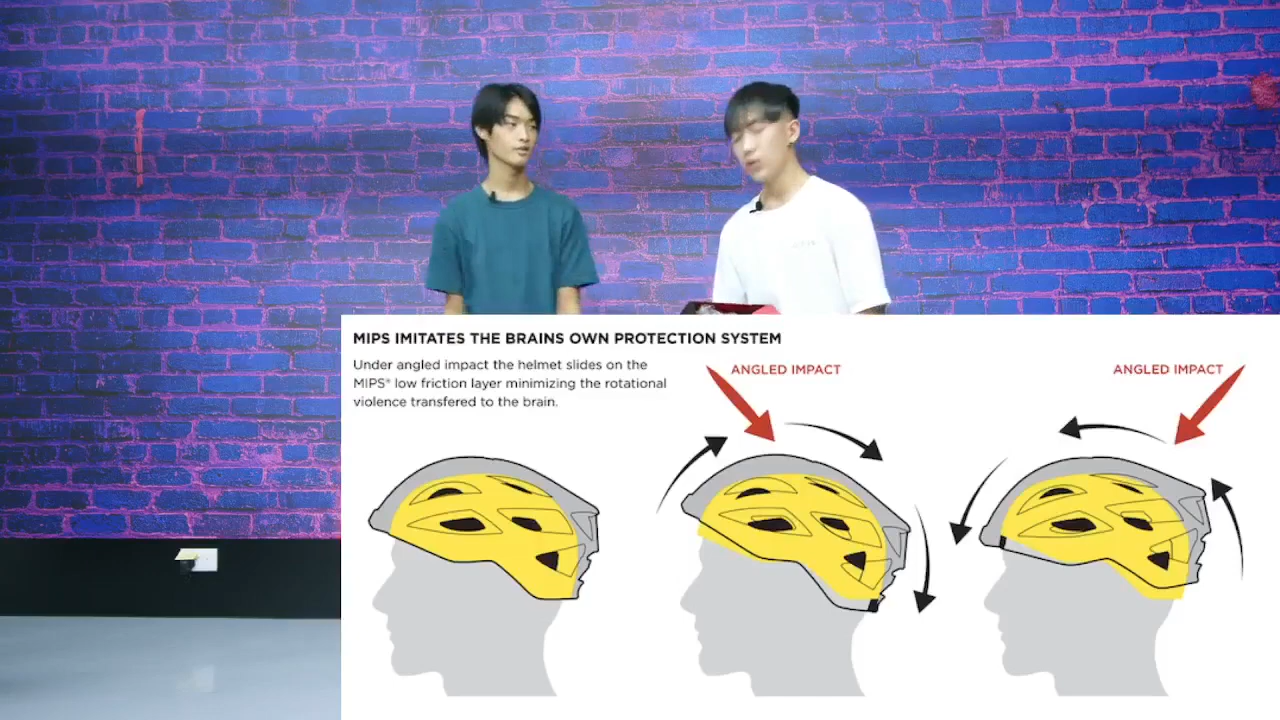 MIPS IMITATES THE BRAINS OWN PROTECTION SYSTEM
Under angled impact the helmet slides on the
MIPS® low friction layer minimizing the rotational
violence transfered to the brain.
ANGLED IMPACT
ANGLED IMPACT